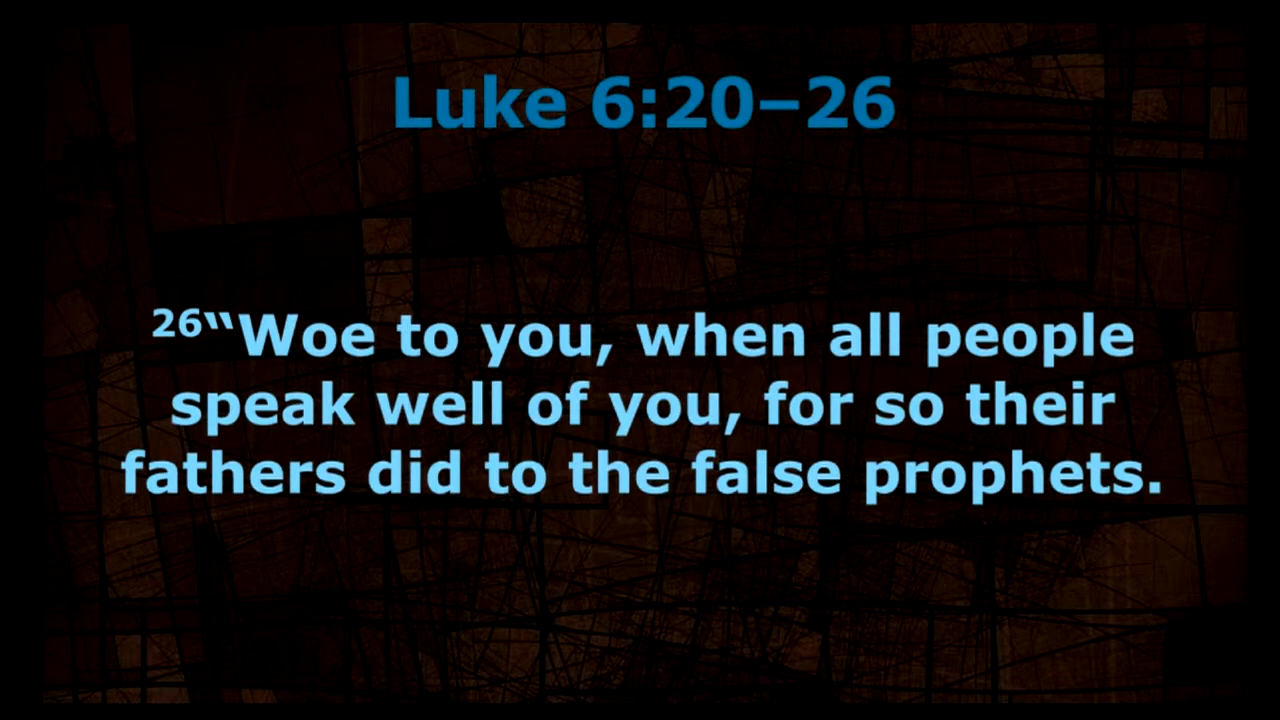 Luke 6:20–26
26“Woe to you, when all people
speak well of you, for so their
fathers did to the false prophets.